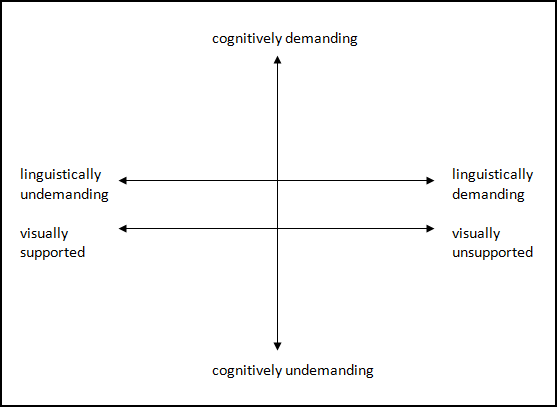 cognitively demanding
linguistically
undemanding
linguistically
demanding
visually
supported
visually
unsupported
cognitively undemanding